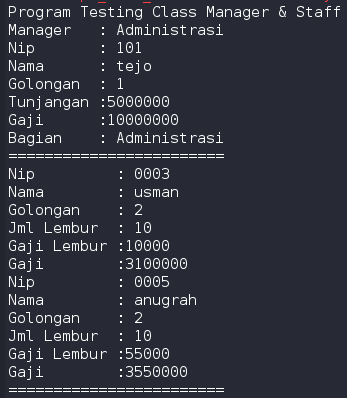 Program Testing Class Manager & Staff
Manager   : Administrasi
Nip       : 101
Nama      : tejo
Golongan  : 1
Tunjangan :5000000
Gaji      :10000000
Bagian    : Administrasi
========================
Nip         : 0003
Nama        : usman
Golongan    : 2
Jml Lembur  : 10
Gaji Lembur :10000
Gaji        :3100000
Nip         : 0005
Nama        : anugrah
Golongan    : 2
Jml Lembur  : 10
Gaji Lembur :55000
Gaji        :3550000
========================